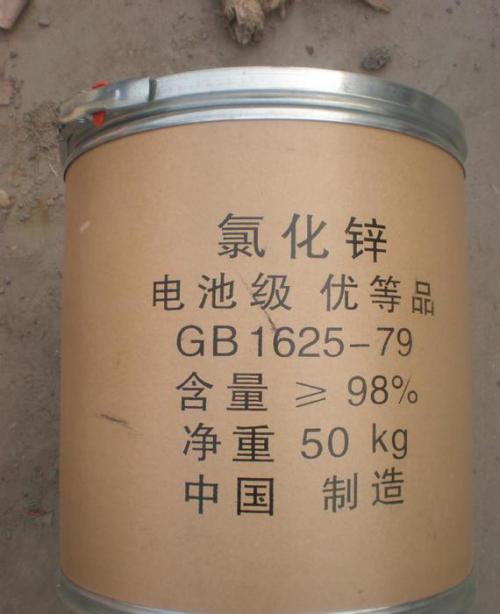 氯化锌
电池级 优等品
GB1625-79
含量 ≥ 98%
净重 50 kg
中国 制造